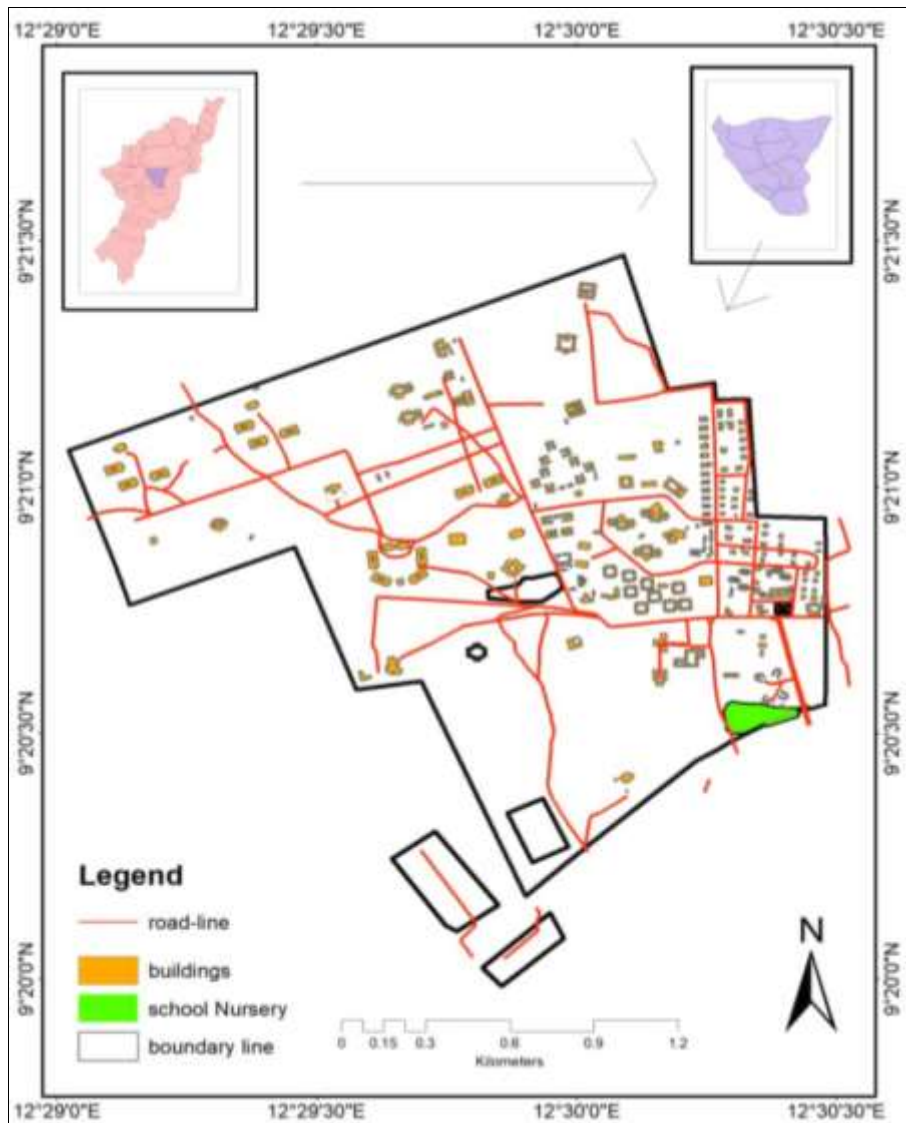 12°29'0"E 12°29'30"E 12°30'0"E 12°30'30"E
9°21'30"N 9°21'30"N
9°21'0"N 9°21'0"N
9°20'30"N 9°20'30"N
9°20'0"N 9°20'0"N
Legend
road-line
buildings
school Nursery
boundary line
N
0 0.15 0.3 0.6 0.9 1.2
Kilometers
12°29'0"E 12°29'30"E 12°30'0"E 12°30'30"E